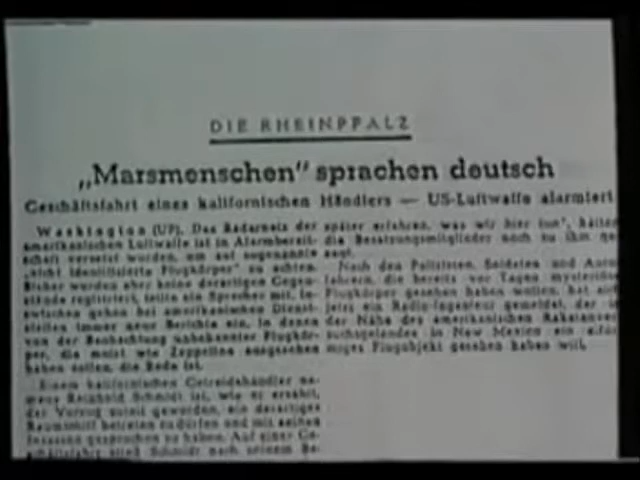 DIE RHEINPFALZ
„Marsmenschen" sprachen deutsch
Geschäftsfahrt eines kalifornischen Händlers — US-Luftwaffe alarmiert
Washington (UP). Das Radarnetz der
amerikanischen Luftwaffe ist in Alarmbereit-
schaft versetzt worden, um auf sogenannte
„nicht identifizierte Flugkörper" zu achten.
Bisher wurden aber keine derartigen Gegen-
stände registriert, teilte ein Sprecher mit. In-
zwischen gehen bei amerikanischen Dienst-
stellen immer neue Berichte ein, in denen
von der Beobachtung unbekannter Flugkör-
per, die meist wie Zeppeline ausgesehen
haben sollen, die Rede ist.
Einem kalifornischen Getreidehändler na-
mens Reinhold Schmidt ist, wie er erzählt,
der Vorzug zuteil geworden, ein derartiges
Raumschiff betreten zu dürfen und mit seinen
Insassen gesprochen zu haben. Auf einer Ge-
schäftsfahrt stieß Schmidt nach seinem Be-
später erfahren, was wir hier tun", hätten
die Besatzungsmitglieder noch zu ihm ge-
sagt.
Nach den Polizisten, Soldaten und Auto-
fahrern, die bereits vor Tagen mysteriöse
Flugkörper gesehen haben wollen, hat sich
jetzt ein Radio-Ingenieur gemeldet, der in
der Nähe des amerikanischen Raketenver-
suchsgeländes in New Mexico ein eiför-
miges Flugobjekt gesehen haben will.